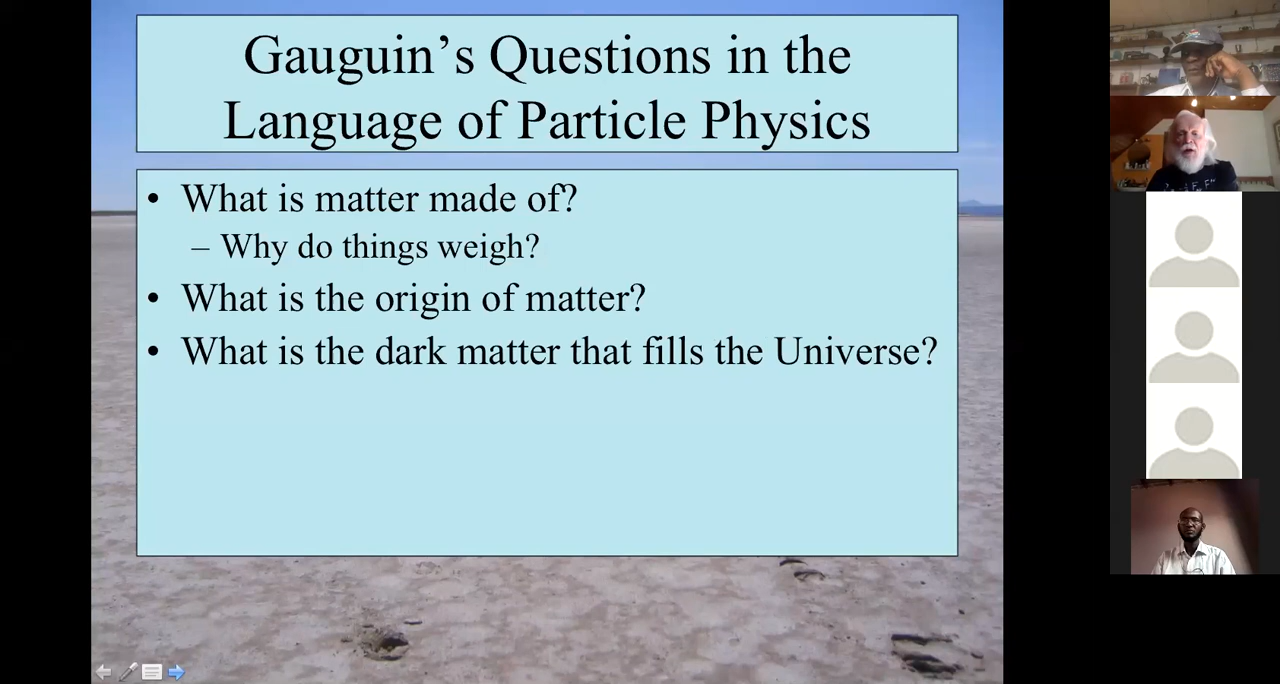 Gauguin’s Questions in the
Language of Particle Physics
• What is matter made of?
– Why do things weigh?
• What is the origin of matter?
• What is the dark matter that fills the Universe?